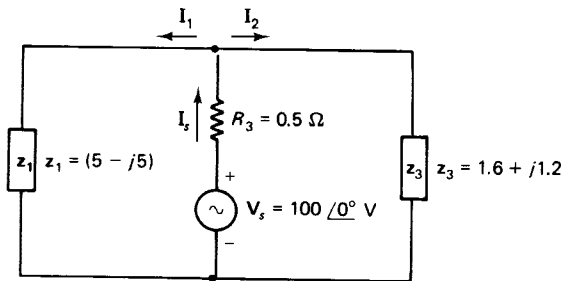 I₁ I₂
Iₛ R₃ = 0.5 Ω
z₁ z₁ = (5 − j5)
z₃ z₃ = 1.6 + j1.2
+
Vₛ = 100 /0° V
−